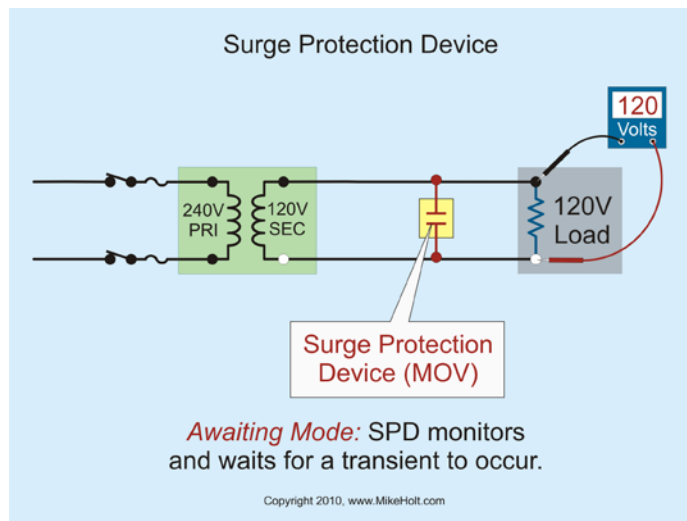 Surge Protection Device
120
Volts
240V
PRI
120V
SEC
120V
Load
Surge Protection
Device (MOV)
Awaiting Mode: SPD monitors
and waits for a transient to occur.
Copyright 2010, www.MikeHolt.com